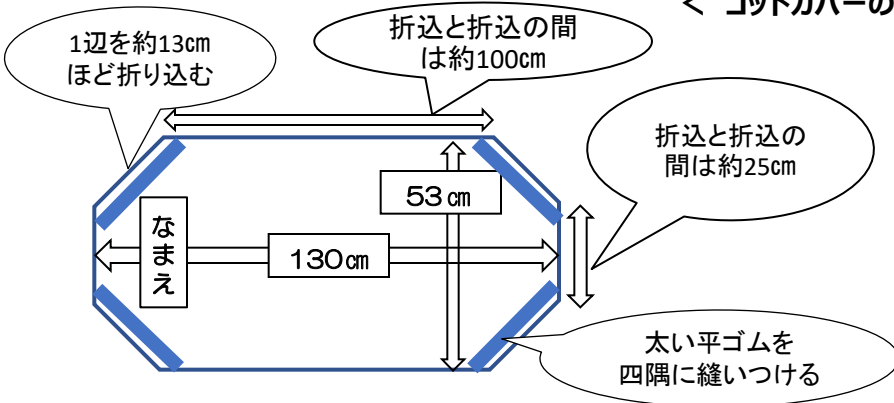 < コットカバーの
1辺を約13㎝
ほど折り込む
折込と折込の間
は約100㎝
折込と折込の
間は約25㎝
53㎝
なまえ
130㎝
太い平ゴムを
四隅に縫いつける